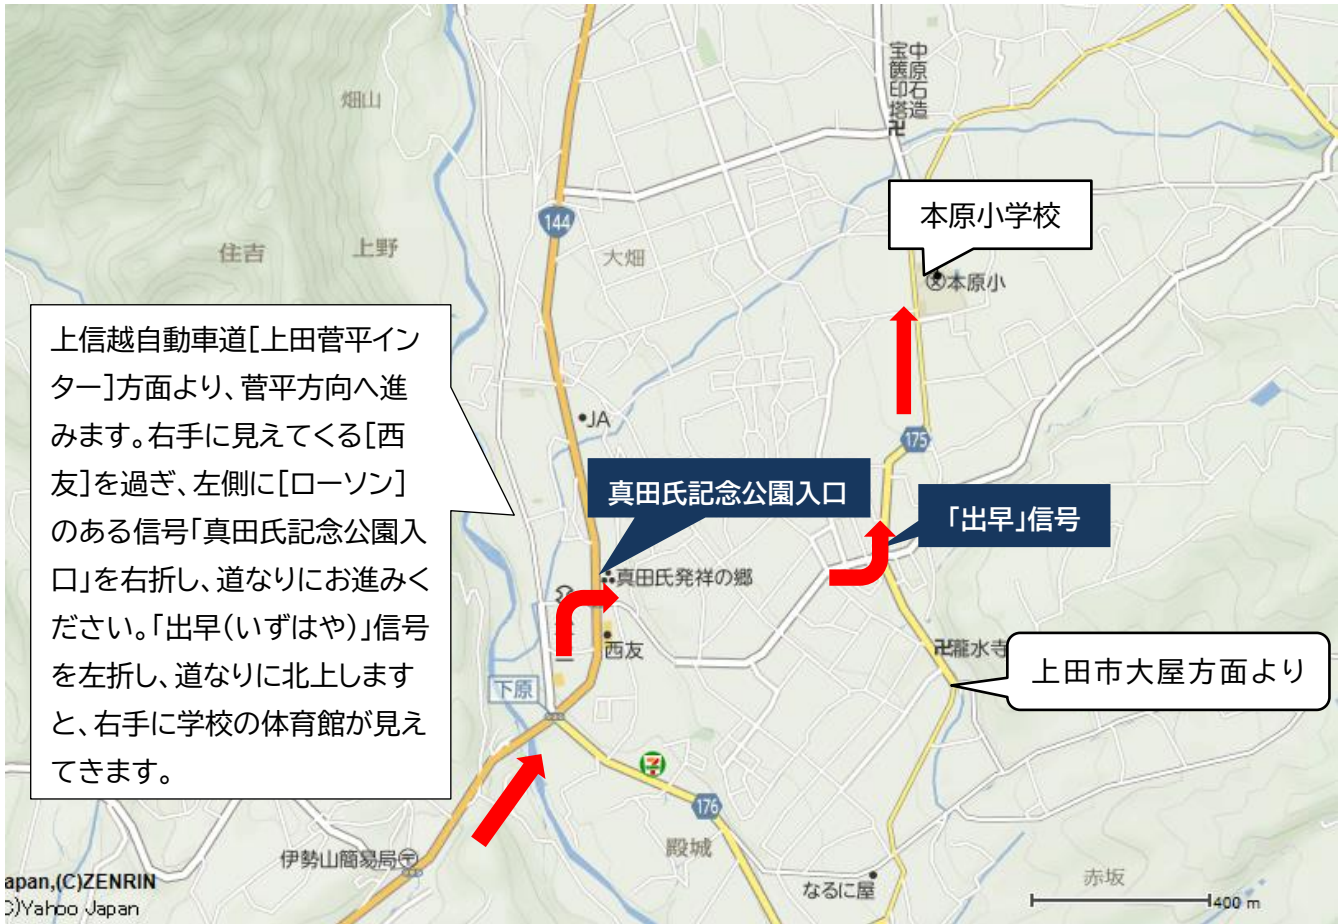 中原石造
宝篋印塔
畑山
本原小学校
144
住吉
上野
大畑
本原小
上信越自動車道[上田菅平イン
ター]方面より、菅平方向へ進
みます。右手に見えてくる[西
友]を過ぎ、左側に[ローソン]
のある信号「真田氏記念公園入
口」を右折し、道なりにお進みく
ださい。「出早(いずはや)」信号
を左折し、道なりに北上します
と、右手に学校の体育館が見え
てきます。
JA
175
真田氏記念公園入口
「出早」信号
真田氏発祥の郷
西友
瀧水寺
上田市大屋方面より
下原
7
176
殿城
伊勢山簡易局
なるに屋
赤坂
400 m
apan,(C)ZENRIN
C)Yahoo Japan